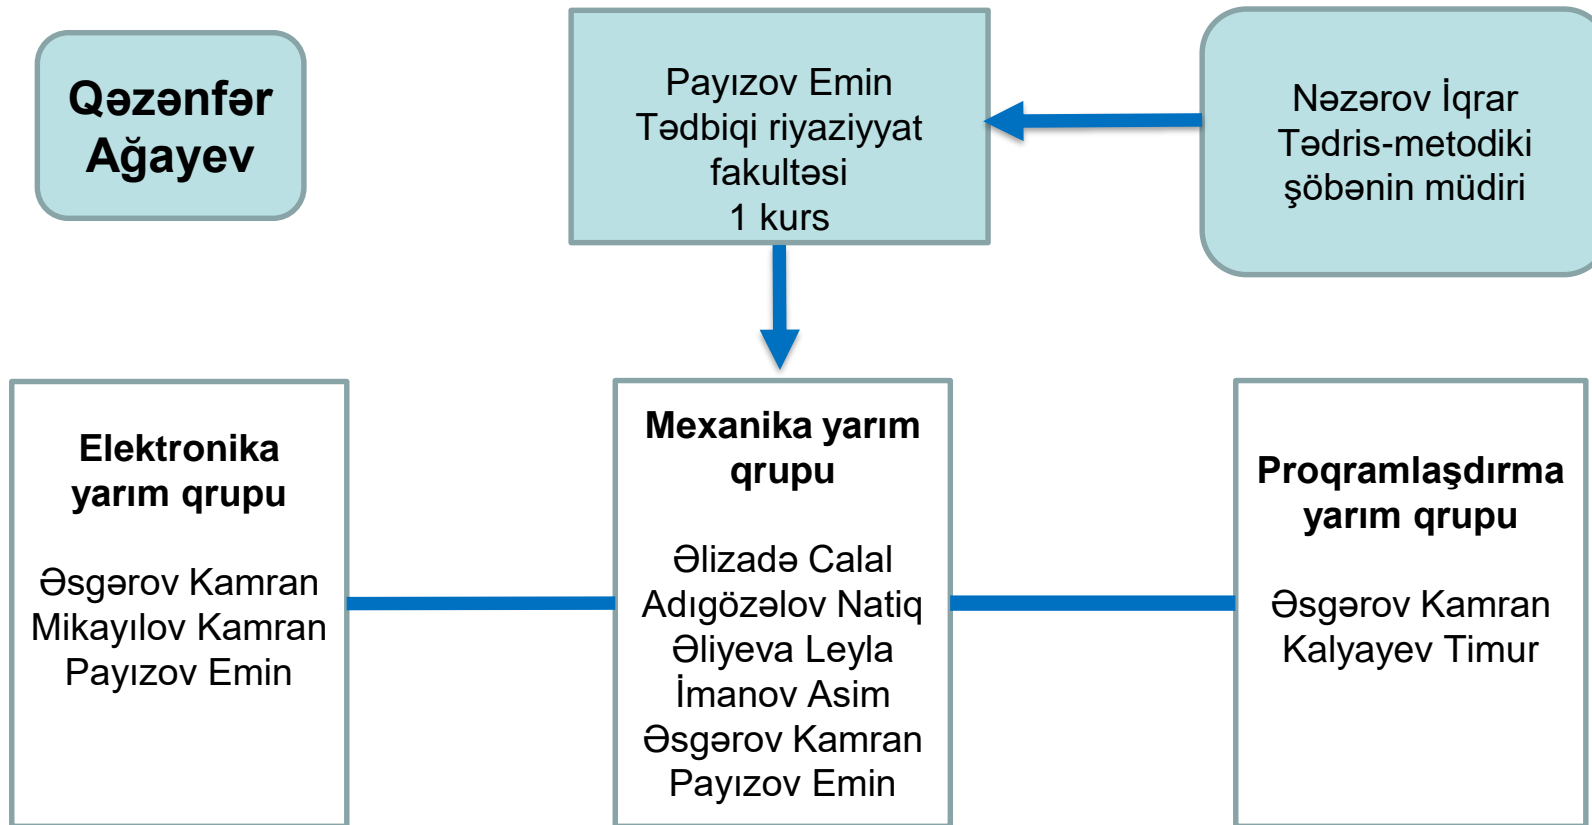 Qəzənfər
Ağayev
Payızov Emin
Tədbiqi riyaziyyat
fakultəsi
1 kurs
Nəzərov İqrar
Tədris-metodiki
şöbənin müdiri
Elektronika
yarım qrupu
Əsgərov Kamran
Mikayılov Kamran
Payızov Emin
Mexanika yarım
qrupu
Əlizadə Calal
Adıgözəlov Natiq
Əliyeva Leyla
İmanov Asim
Əsgərov Kamran
Payızov Emin
Proqramlaşdırma
yarım qrupu
Əsgərov Kamran
Kalyayev Timur